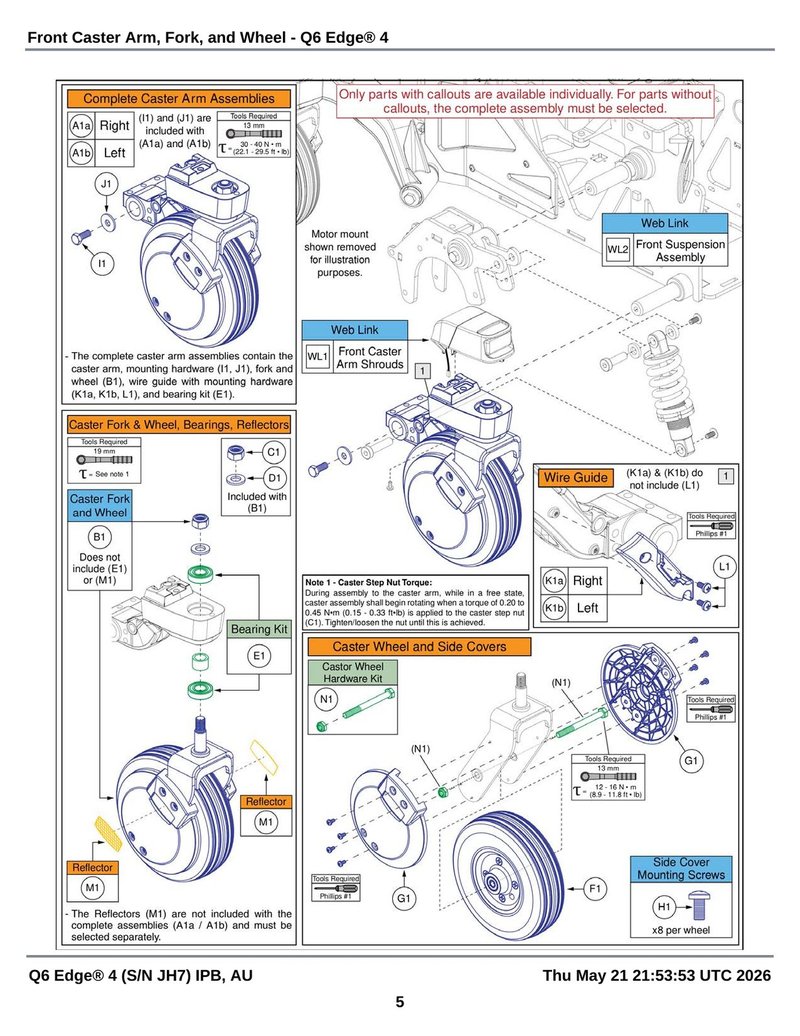 Front Caster Arm, Fork, and Wheel - Q6 Edge® 4
Only parts with callouts are available individually. For parts without
callouts, the complete assembly must be selected.
Complete Caster Arm Assemblies
A1a Right
A1b Left
(I1) and (J1) are
included with
(A1a) and (A1b)
Tools Required
13 mm
τ= 30 - 40 N • m
(22.1 - 29.5 ft • lb)
J1
I1
- The complete caster arm assemblies contain the
caster arm, mounting hardware (I1, J1), fork and
wheel (B1), wire guide with mounting hardware
(K1a, K1b, L1), and bearing kit (E1).
Motor mount
shown removed
for illustration
purposes.
Web Link
WL2 Front Suspension
Assembly
Web Link
WL1 Front Caster
Arm Shrouds
1
Caster Fork & Wheel, Bearings, Reflectors
Tools Required
19 mm
τ= See note 1
C1
D1
Included with
(B1)
Caster Fork
and Wheel
B1
Does not
include (E1)
or (M1)
Bearing Kit
E1
Reflector
M1
Reflector
M1
- The Reflectors (M1) are not included with the
complete assemblies (A1a / A1b) and must be
selected separately.
Note 1 - Caster Step Nut Torque:
During assembly to the caster arm, while in a free state,
caster assembly shall begin rotating when a torque of 0.20 to
0.45 N•m (0.15 - 0.33 ft•lb) is applied to the caster step nut
(C1). Tighten/loosen the nut until this is achieved.
Wire Guide
(K1a) & (K1b) do
not include (L1)
1
Tools Required
Phillips #1
L1
K1a Right
K1b Left
Caster Wheel and Side Covers
Castor Wheel
Hardware Kit
N1
(N1)
(N1)
Tools Required
Phillips #1
G1
Tools Required
13 mm
τ= 12 - 16 N • m
(8.9 - 11.8 ft • lb)
Tools Required
Phillips #1
G1
F1
Side Cover
Mounting Screws
H1
x8 per wheel
Q6 Edge® 4 (S/N JH7) IPB, AU
Thu May 21 21:53:53 UTC 2026
5